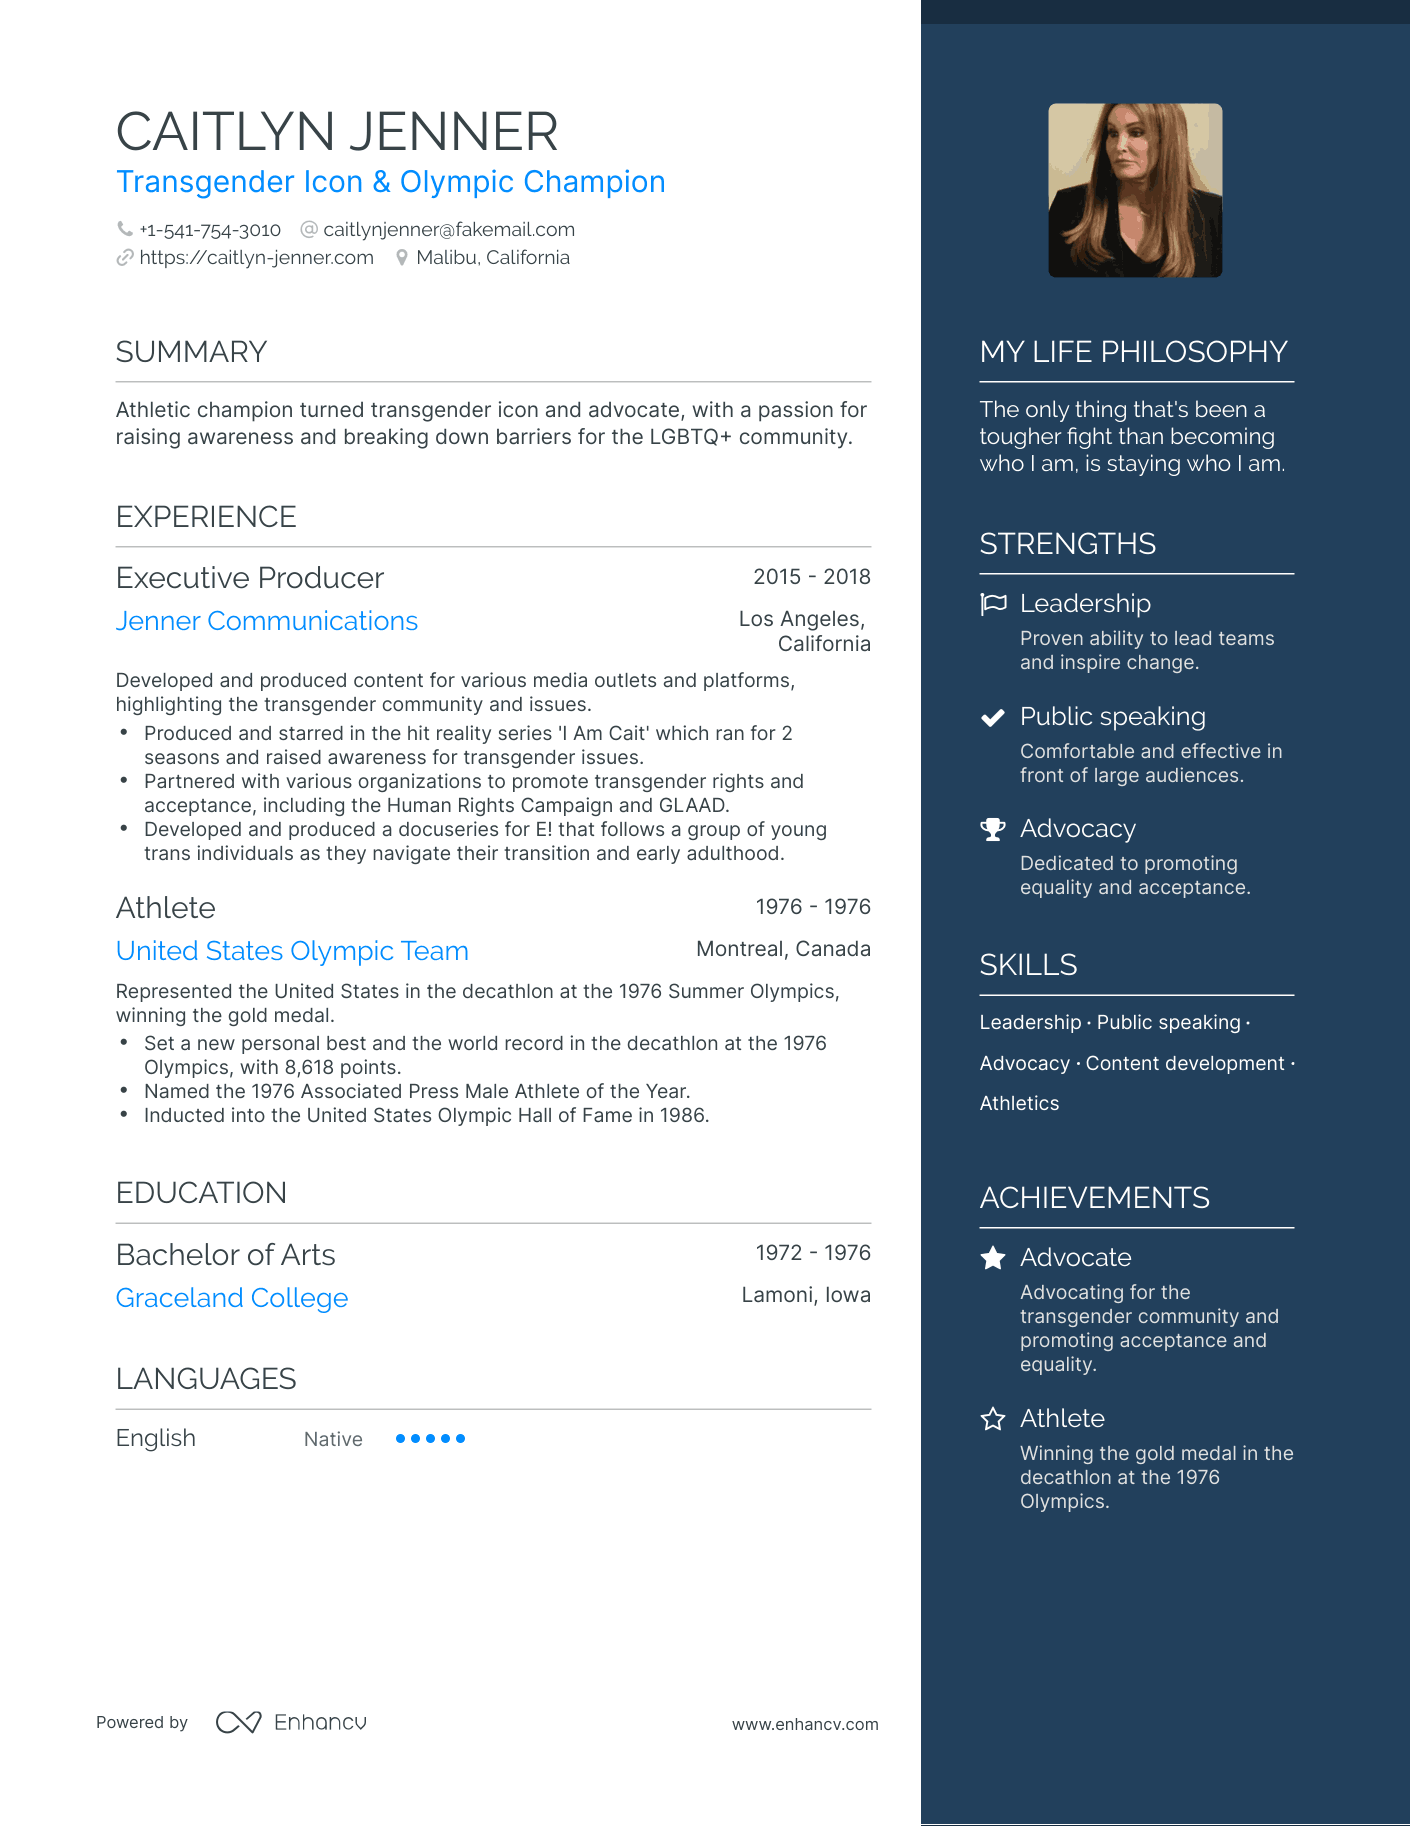 CAITLYN JENNER
Transgender Icon & Olympic Champion
+1-541-754-3010 caitlynjenner@fakemail.com
https://caitlyn-jenner.com Malibu, California
SUMMARY
Athletic champion turned transgender icon and advocate, with a passion for
raising awareness and breaking down barriers for the LGBTQ+ community.
EXPERIENCE
Executive Producer
2015 - 2018
Jenner Communications
Los Angeles,
California
Developed and produced content for various media outlets and platforms,
highlighting the transgender community and issues.
• Produced and starred in the hit reality series 'I Am Cait' which ran for 2
seasons and raised awareness for transgender issues.
• Partnered with various organizations to promote transgender rights and
acceptance, including the Human Rights Campaign and GLAAD.
• Developed and produced a docuseries for E! that follows a group of young
trans individuals as they navigate their transition and early adulthood.
Athlete
1976 - 1976
United States Olympic Team
Montreal, Canada
Represented the United States in the decathlon at the 1976 Summer Olympics,
winning the gold medal.
• Set a new personal best and the world record in the decathlon at the 1976
Olympics, with 8,618 points.
• Named the 1976 Associated Press Male Athlete of the Year.
• Inducted into the United States Olympic Hall of Fame in 1986.
EDUCATION
Bachelor of Arts
1972 - 1976
Graceland College
Lamoni, Iowa
LANGUAGES
English Native
MY LIFE PHILOSOPHY
The only thing that's been a
tougher fight than becoming
who I am, is staying who I am.
STRENGTHS
Leadership
Proven ability to lead teams
and inspire change.
Public speaking
Comfortable and effective in
front of large audiences.
Advocacy
Dedicated to promoting
equality and acceptance.
SKILLS
Leadership · Public speaking ·
Advocacy · Content development ·
Athletics
ACHIEVEMENTS
Advocate
Advocating for the
transgender community and
promoting acceptance and
equality.
Athlete
Winning the gold medal in the
decathlon at the 1976
Olympics.
Powered by Enhancv
www.enhancv.com